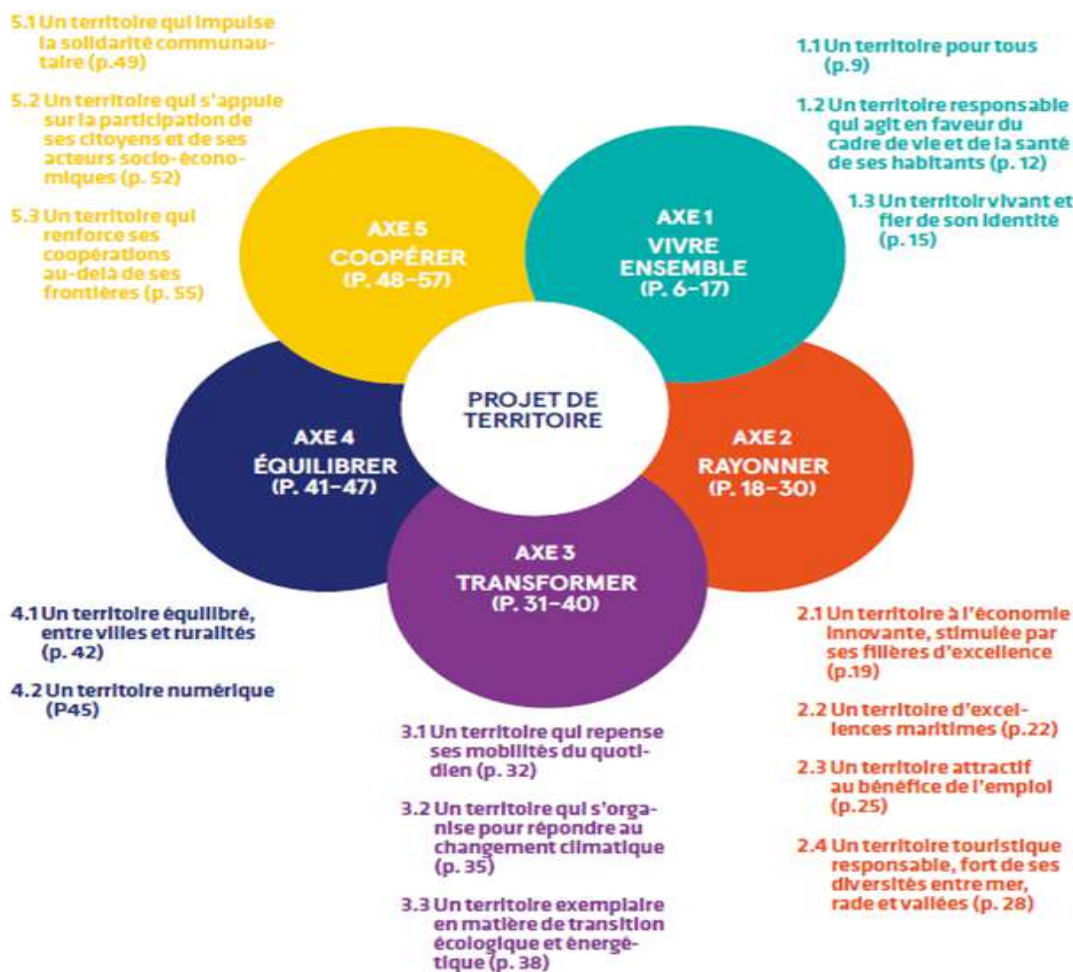 5.1 Un territoire qui impulse
la solidarité communau-
taire (p.49)
5.2 Un territoire qui s'appuie
sur la participation de
ses citoyens et de ses
acteurs socio-écono-
miques (p. 52)
5.3 Un territoire qui
renforce ses
coopérations
au-delà de ses
frontières (p. 55)
AXE 5
COOPÉRER
(P. 48-57)
AXE 1
VIVRE
ENSEMBLE
(P. 6-17)
1.1 Un territoire pour tous
(p.9)
1.2 Un territoire responsable
qui agit en faveur du
cadre de vie et de la santé
de ses habitants (p. 12)
1.3 Un territoir vivant et
fier de son identité
(p. 15)
PROJET DE
TERRITOIRE
AXE 4
ÉQUILIBRER
(P. 41-47)
AXE 2
RAYONNER
(P. 18-30)
AXE 3
TRANSFORMER
(P. 31-40)
4.1 Un territoire équilibré,
entre villes et ruralités
(p. 42)
4.2 Un territoire numérique
(P45)
3.1 Un territoire qui repense
ses mobilités du quoti-
dien (p. 32)
3.2 Un territoire qui s'orga-
nise pour répondre au
changement climatique
(p. 35)
3.3 Un territoire exemplaire
en matière de transition
écologique et énergé-
tique (p. 38)
2.1 Un territoire à l'économie
innovante, stimulée par
ses filières d'excellence
(p.19)
2.2 Un territoire d'excel-
lences maritimes (p.22)
2.3 Un territoire attractif
au bénéfice de l'emploi
(p.25)
2.4 Un territoire touristique
responsable, fort de ses
diversités entre mer,
rade et vallées (p. 28)